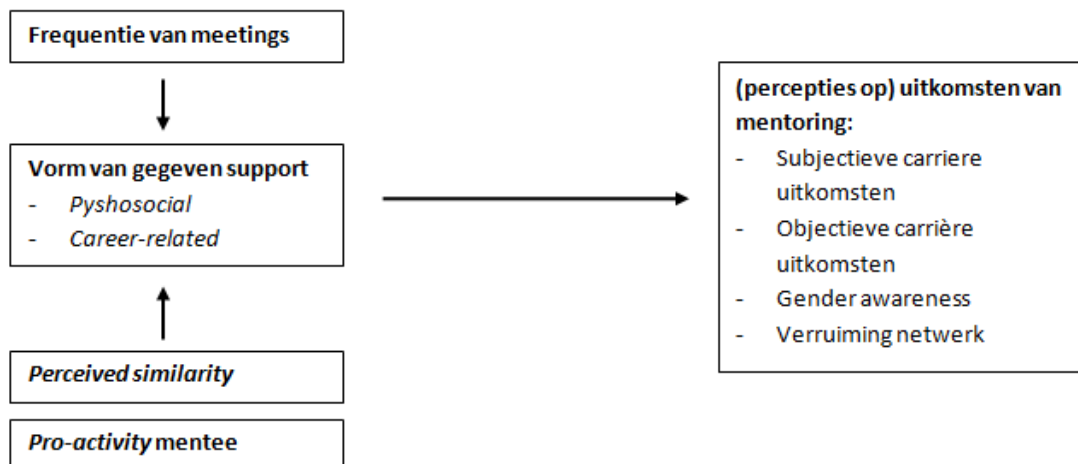 Frequentie van meetings
Vorm van gegeven support
- Pyshosocial
- Career-related
Perceived similarity
Pro-activity mentee
(percepties op) uitkomsten van
mentoring:
- Subjectieve carriere
uitkomsten
- Objectieve carrière
uitkomsten
- Gender awareness
- Verruiming netwerk